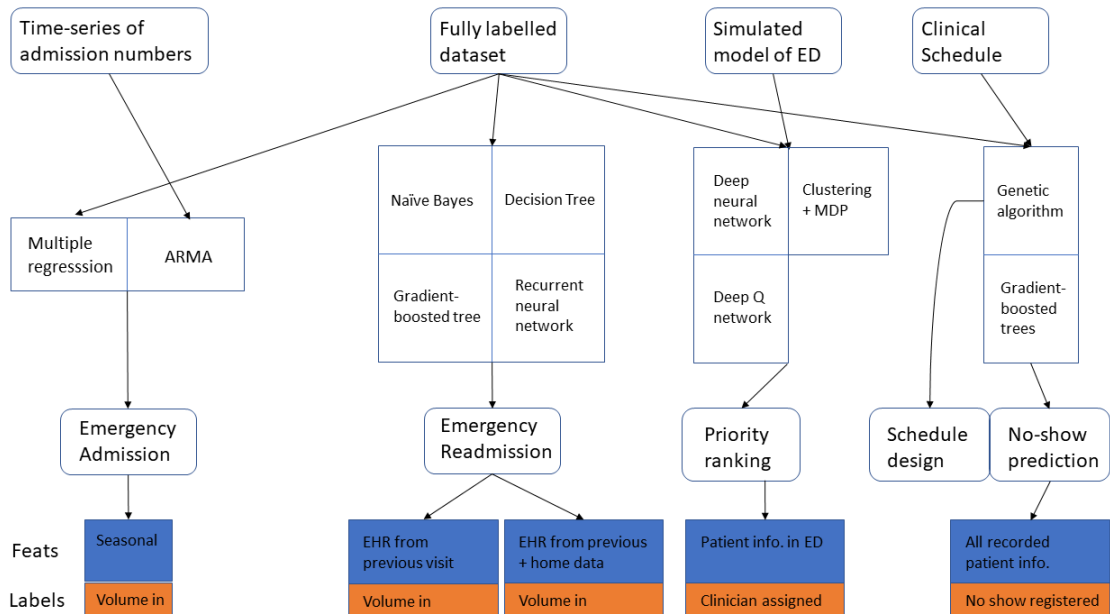 Time-series of
admission numbers
Fully labelled
dataset
Simulated
model of ED
Clinical
Schedule
Multiple
regresssion
ARMA
Naïve Bayes
Decision Tree
Gradient-
boosted tree
Recurrent
neural
network
Deep
neural
network
Clustering
+ MDP
Deep Q
network
Genetic
algorithm
Gradient-
boosted
trees
Emergency
Admission
Emergency
Readmission
Priority
ranking
Schedule
design
No-show
prediction
Feats
Seasonal
EHR from
previous visit
EHR from previous
+ home data
Patient info. in ED
All recorded
patient info.
Labels
Volume in
Volume in
Volume in
Clinician assigned
No show registered